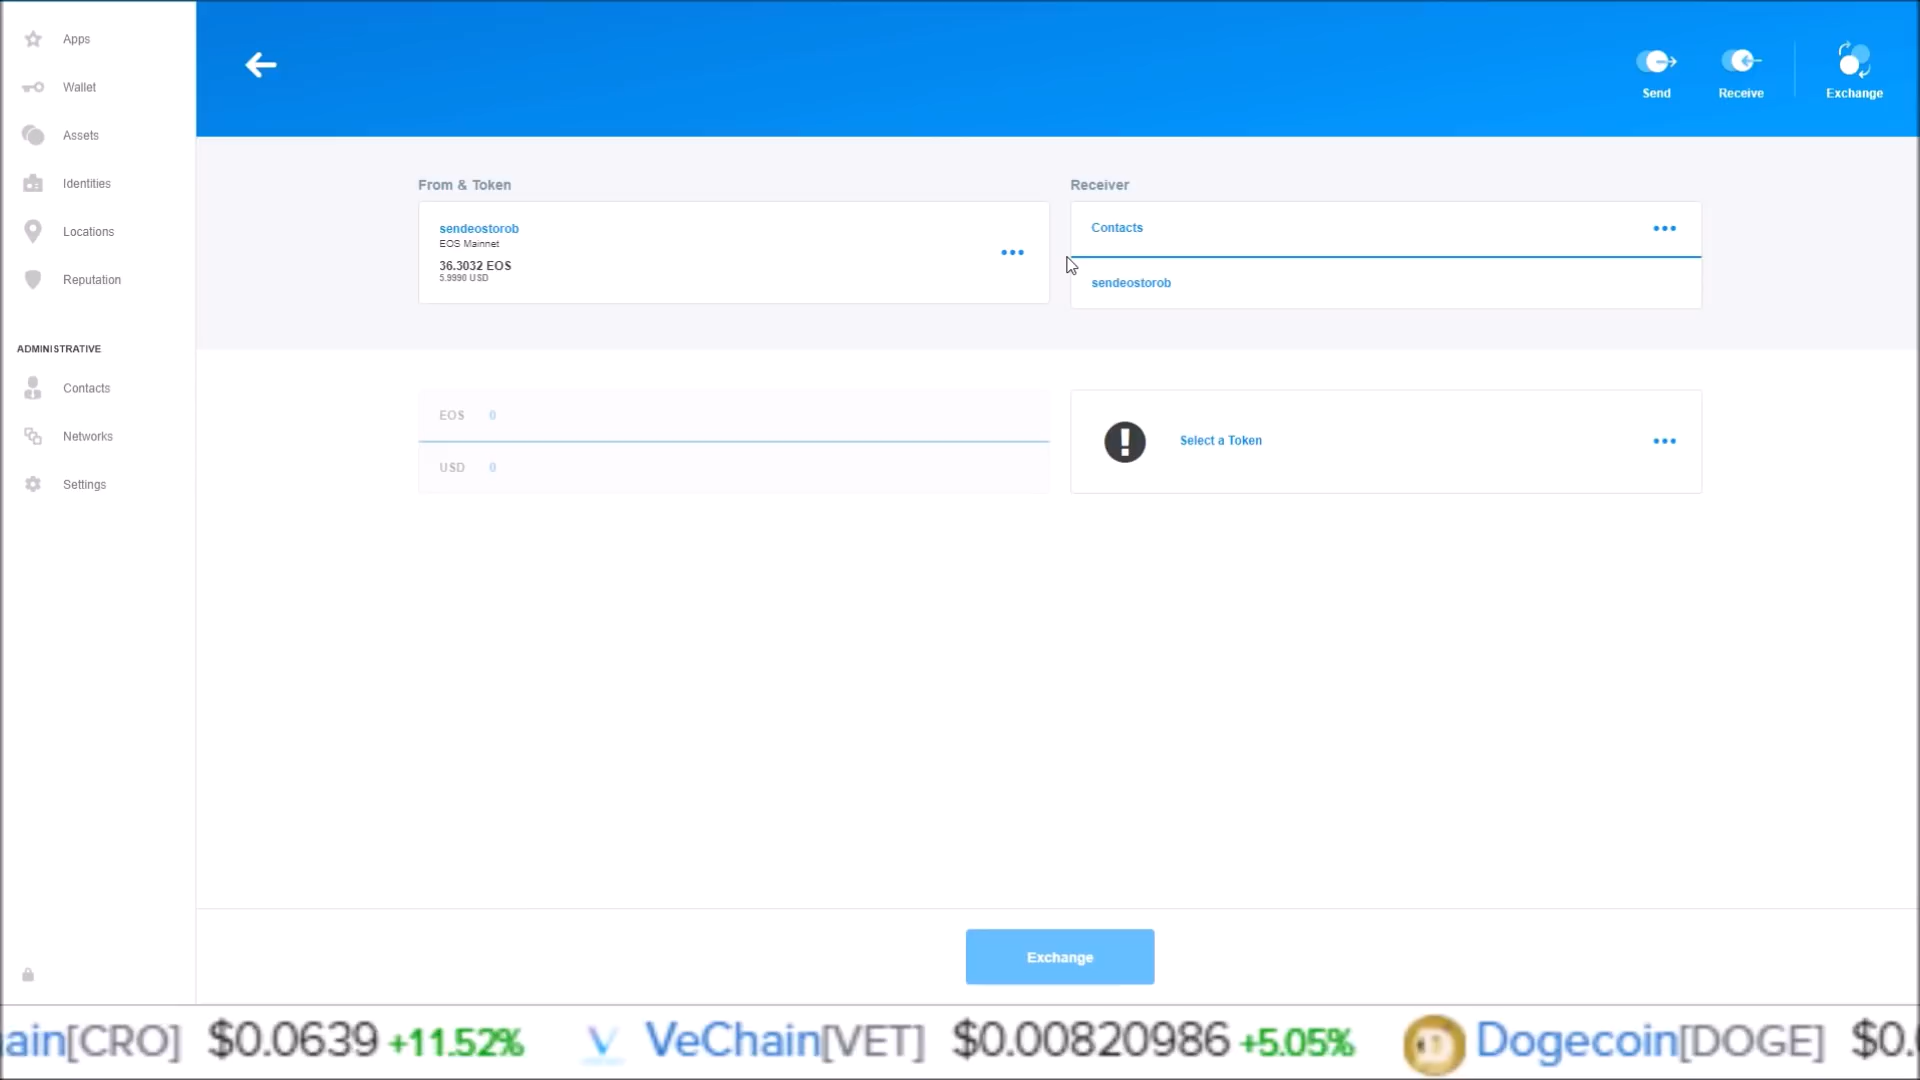 Apps
Wallet
Assets
Identities
Locations
Reputation
ADMINISTRATIVE
Contacts
Networks
Settings
Send
Receive
Exchange
From & Token
sendeostorob
EOS Mainnet
36.3032 EOS
5.9990 USD
Receiver
Contacts
sendeostorob
EOS 0
USD 0
Select a Token
Exchange
ain[CRO] $0.0639 +11.52% VeChain[VET] $0.00820986 +5.05% Dogecoin[DOGE] $0.